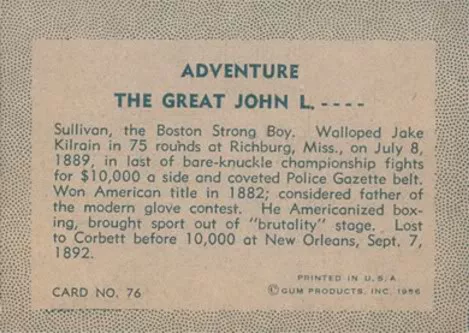 ADVENTURE
THE GREAT JOHN L. - - - -
Sullivan, the Boston Strong Boy. Walloped Jake
Kilrain in 75 rounds at Richburg, Miss., on July 8,
1889, in last of bare-knuckle championship fights
for $10,000 a side and coveted Police Gazette belt.
Won American title in 1882; considered father of
the modern glove contest. He Americanized box-
ing, brought sport out of "brutality" stage. Lost
to Corbett before 10,000 at New Orleans, Sept. 7,
1892.
PRINTED IN U.S.A
CARD NO. 76
©GUM PRODUCTS, INC. 1956